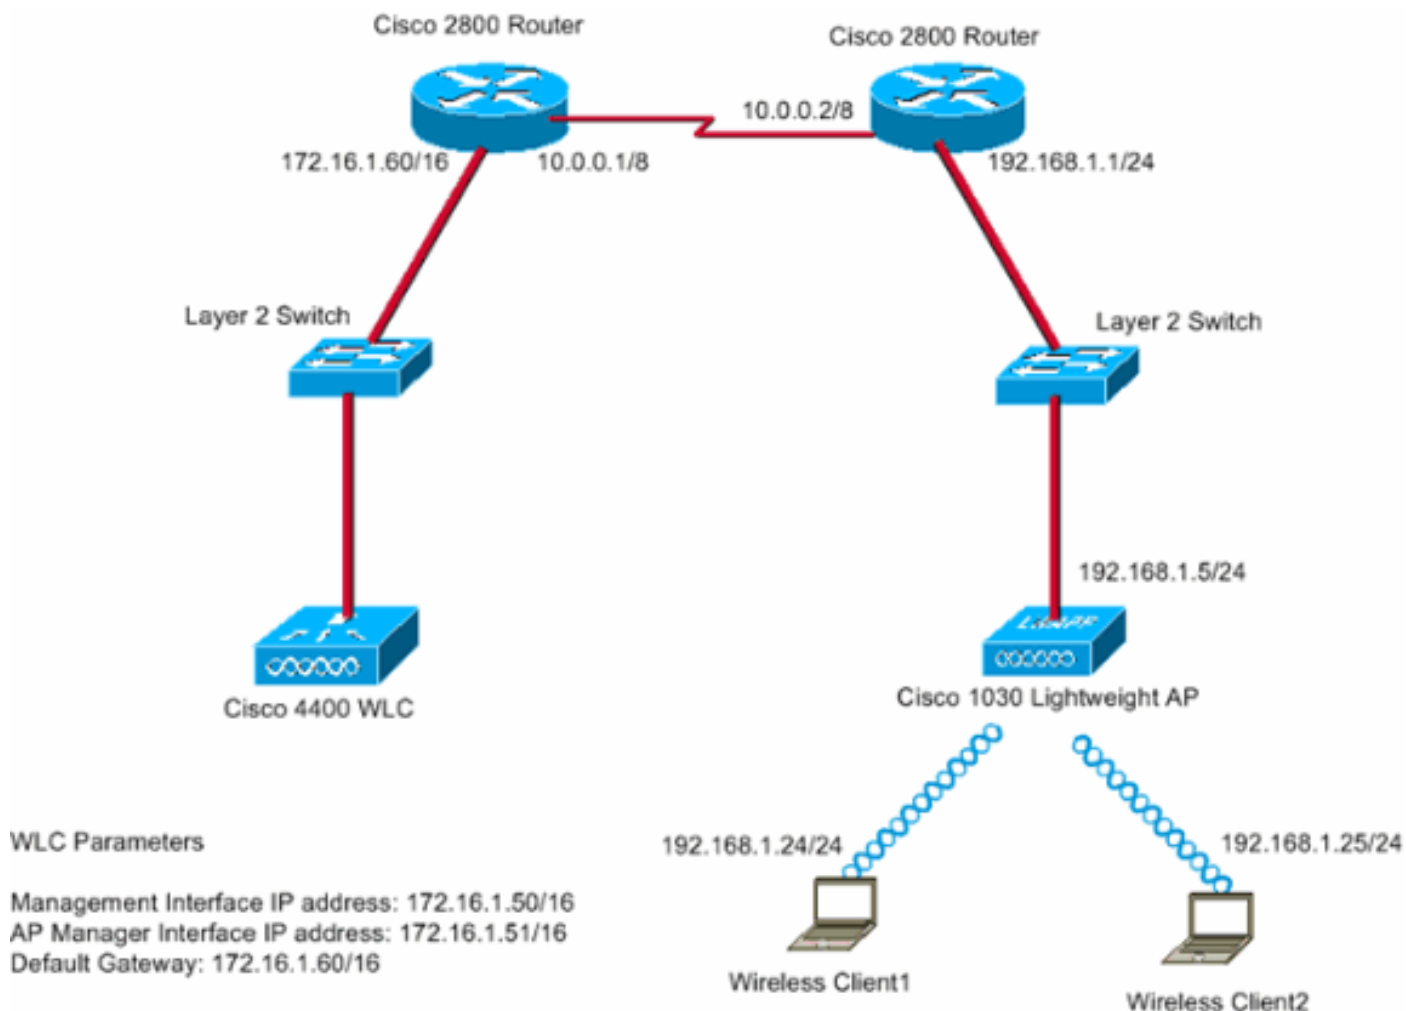 Cisco 2800 Router
Cisco 2800 Router
10.0.0.2/8
172.16.1.60/16
10.0.0.1/8
192.168.1.1/24
Layer 2 Switch
Layer 2 Switch
192.168.1.5/24
LWAPP
Cisco 4400 WLC
Cisco 1030 Lightweight AP
WLC Parameters
192.168.1.24/24
192.168.1.25/24
Management Interface IP address: 172.16.1.50/16
AP Manager Interface IP address: 172.16.1.51/16
Default Gateway: 172.16.1.60/16
Wireless Client1
Wireless Client2